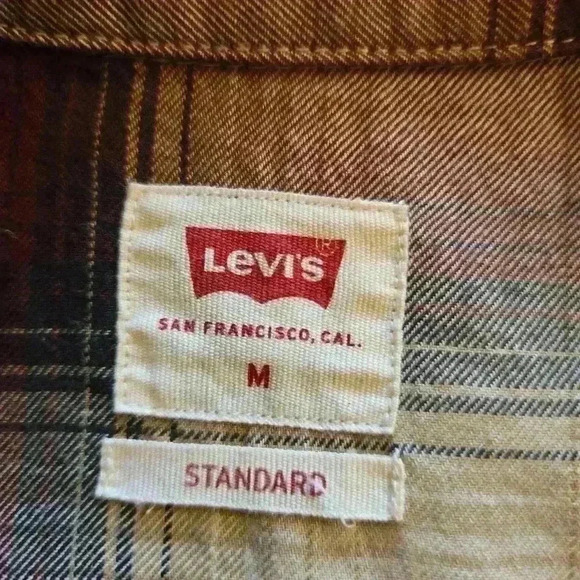 Levi's ®
SAN FRANCISCO, CAL.
M
STANDARD